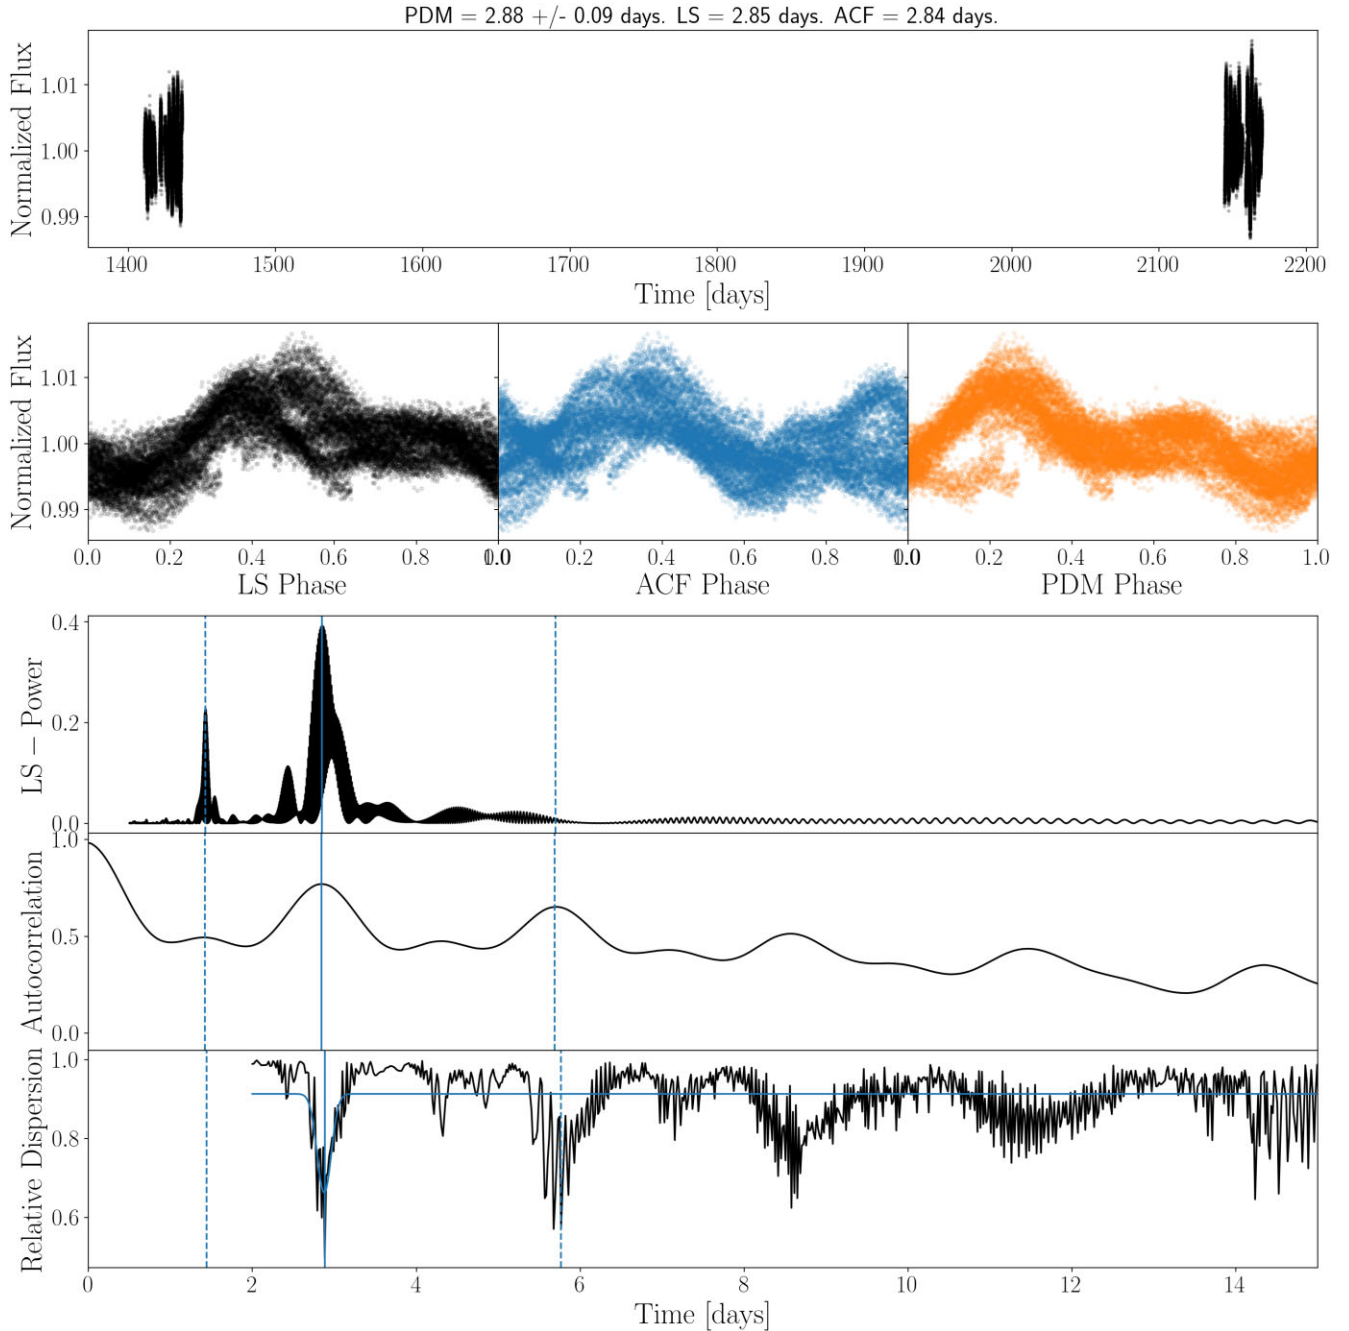 PDM = 2.88 +/- 0.09 days. LS = 2.85 days. ACF = 2.84 days.
Normalized Flux
1.01
1.00
0.99
1400 1500 1600 1700 1800 1900 2000 2100 2200
Time [days]
Normalized Flux
1.01
1.00
0.99
0.0 0.2 0.4 0.6 0.8 1.0
LS Phase
0.0 0.2 0.4 0.6 0.8 1.0
ACF Phase
0.0 0.2 0.4 0.6 0.8 1.0
PDM Phase
LS − Power
0.4
0.2
0.0
Autocorrelation
1.0
0.5
0.0
Relative Dispersion
1.0
0.8
0.6
0 2 4 6 8 10 12 14
Time [days]